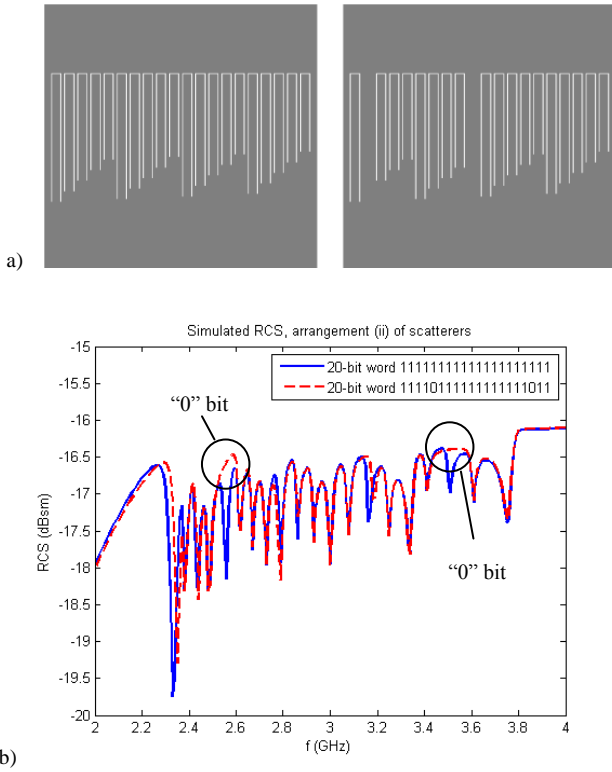 a)
Simulated RCS, arrangement (ii) of scatterers
-15
-15.5
-16
-16.5
-17
-17.5
-18
-18.5
-19
-19.5
-20
RCS (dBsm)
20-bit word 11111111111111111111
20-bit word 11110111111111111011
“0” bit
“0” bit
2 2.2 2.4 2.6 2.8 3 3.2 3.4 3.6 3.8 4
f (GHz)
b)